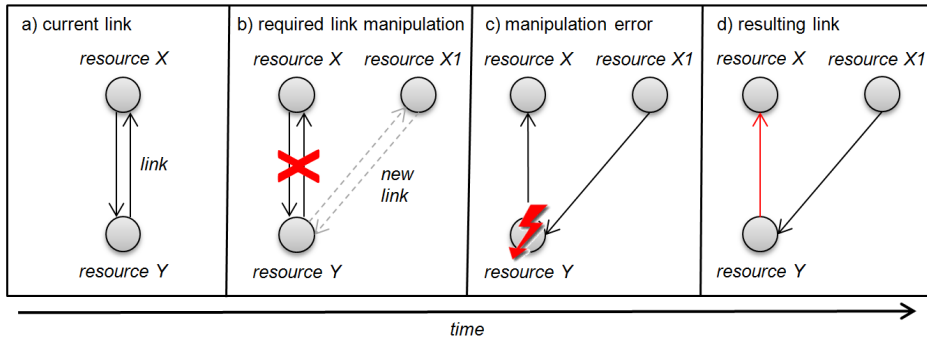 a) current link
resource X
link
resource Y
b) required link manipulation
resource X resource X1
new
link
resource Y
c) manipulation error
resource X resource X1
resource Y
d) resulting link
resource X resource X1
resource Y
time